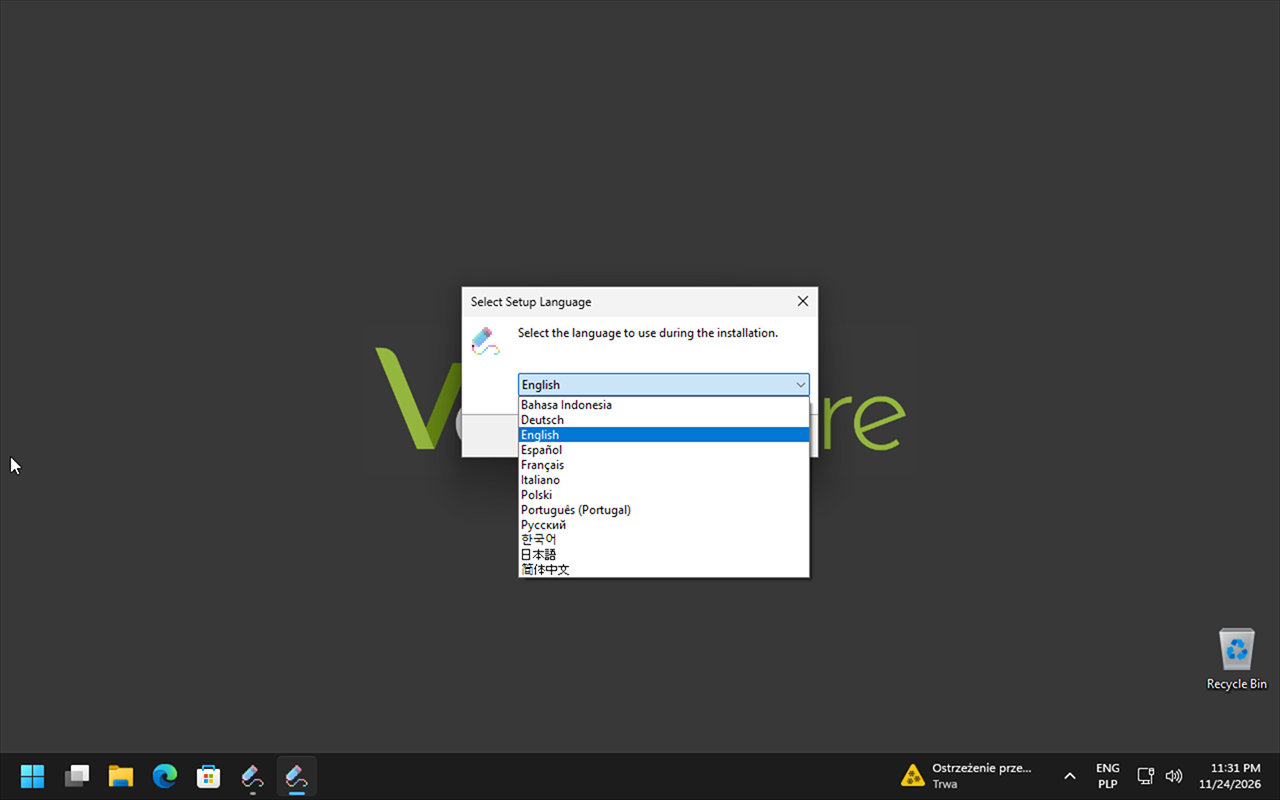 Select Setup Language
Select the language to use during the installation.
English
Bahasa Indonesia
Deutsch
English
Español
Français
Italiano
Polski
Português (Portugal)
Русский
한국어
日本語
简体中文
V
re
Recycle Bin
Ostrzeżenie prze...
Trwa
ENG
PLP
11:31 PM
11/24/2026